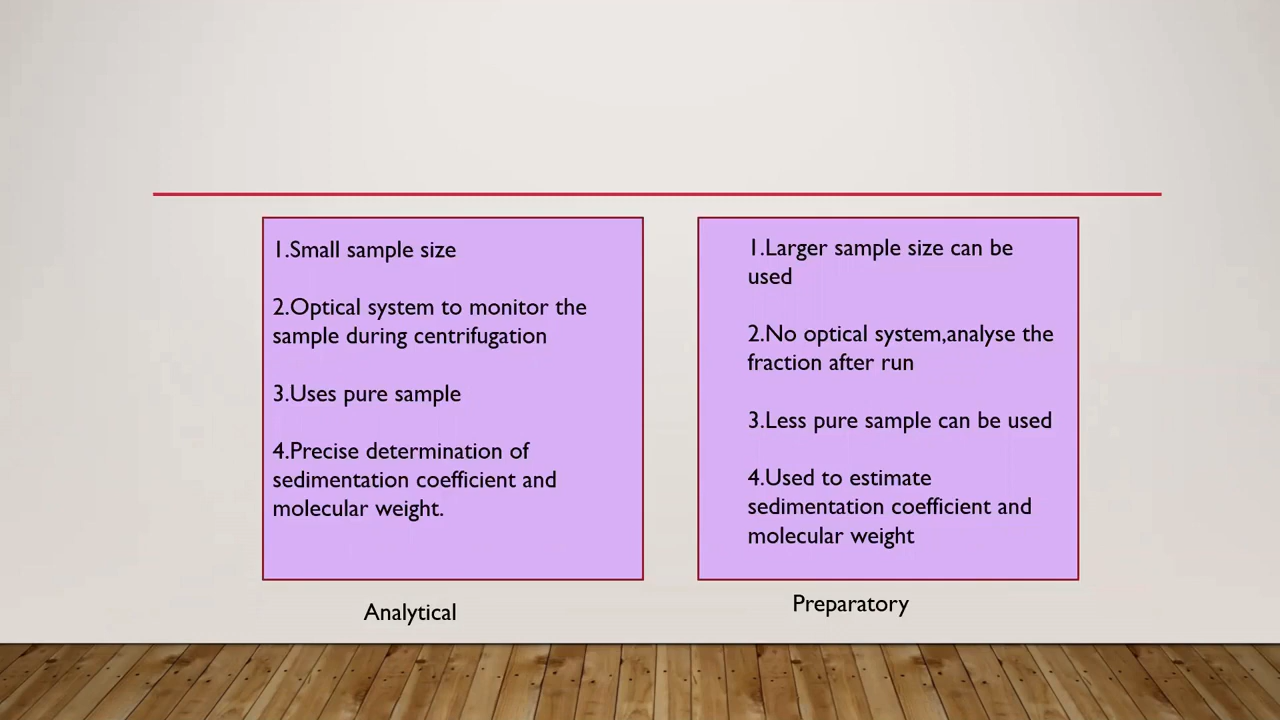 1.Small sample size
2.Optical system to monitor the
sample during centrifugation
3.Uses pure sample
4.Precise determination of
sedimentation coefficient and
molecular weight.
Analytical
1.Larger sample size can be
used
2.No optical system,analyse the
fraction after run
3.Less pure sample can be used
4.Used to estimate
sedimentation coefficient and
molecular weight
Preparatory